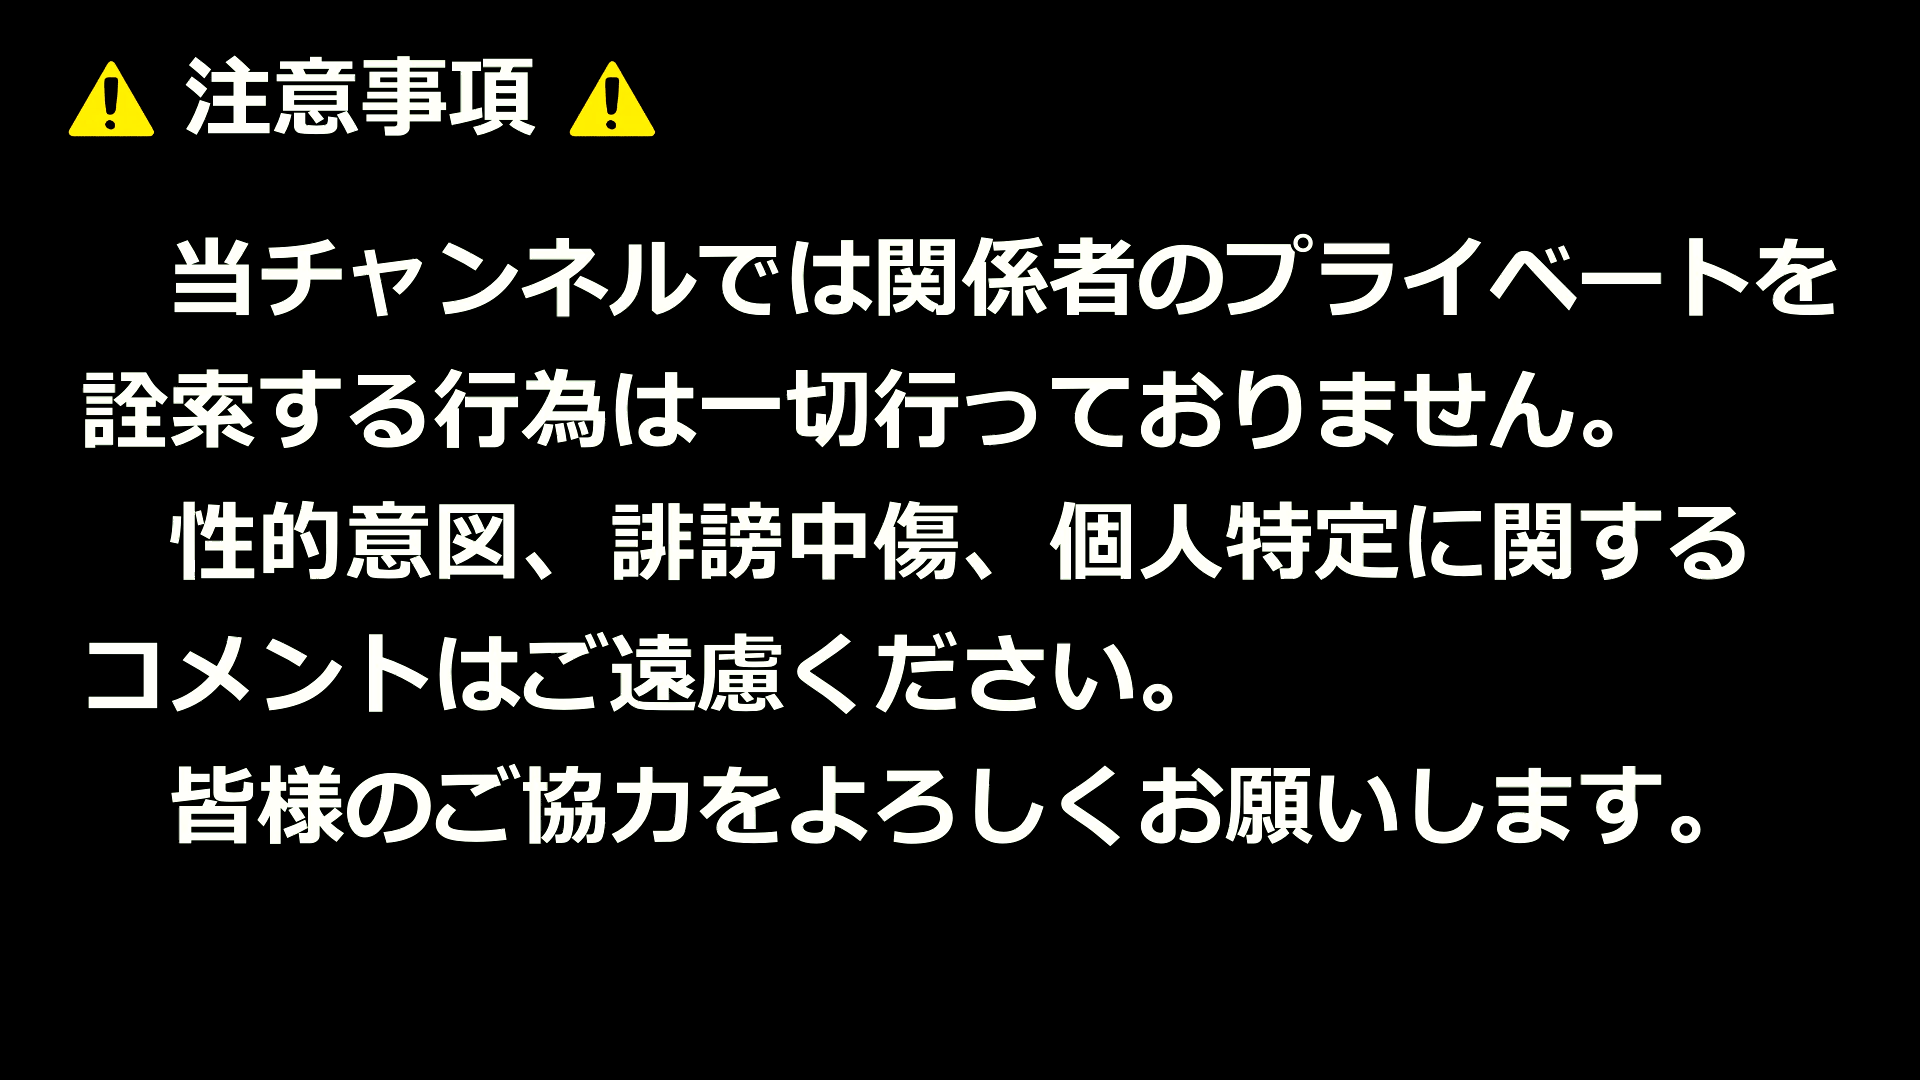 ⚠ 注意事項 ⚠
　当チャンネルでは関係者のプライベートを
詮索する行為は一切行っておりません。
　性的意図、誹謗中傷、個人特定に関する
コメントはご遠慮ください。
　皆様のご協力をよろしくお願いします。